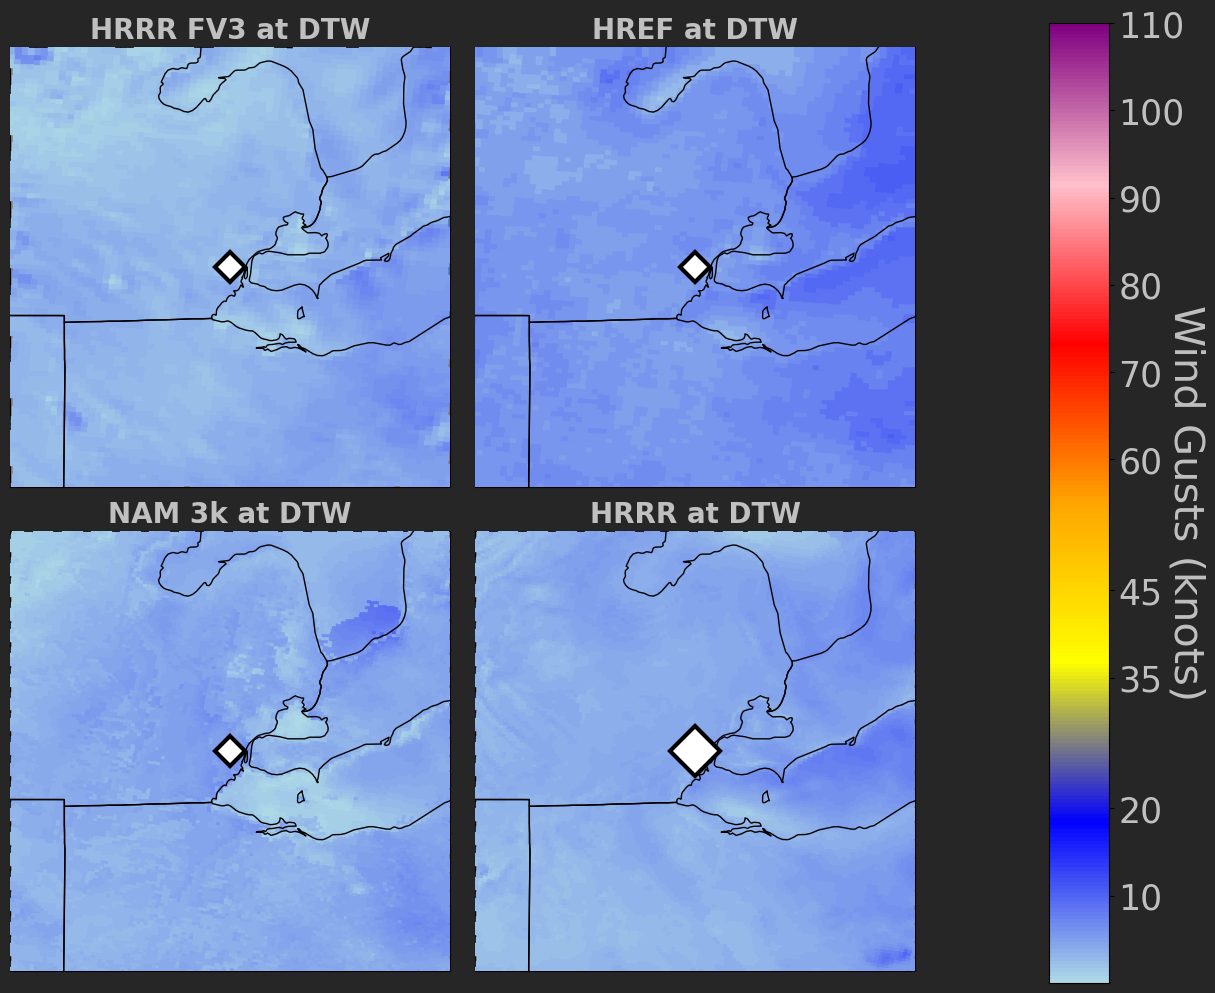 HRRR FV3 at DTW
HREF at DTW
NAM 3k at DTW
HRRR at DTW
110
100
90
80
70
60
45
35
20
10
Wind Gusts (knots)